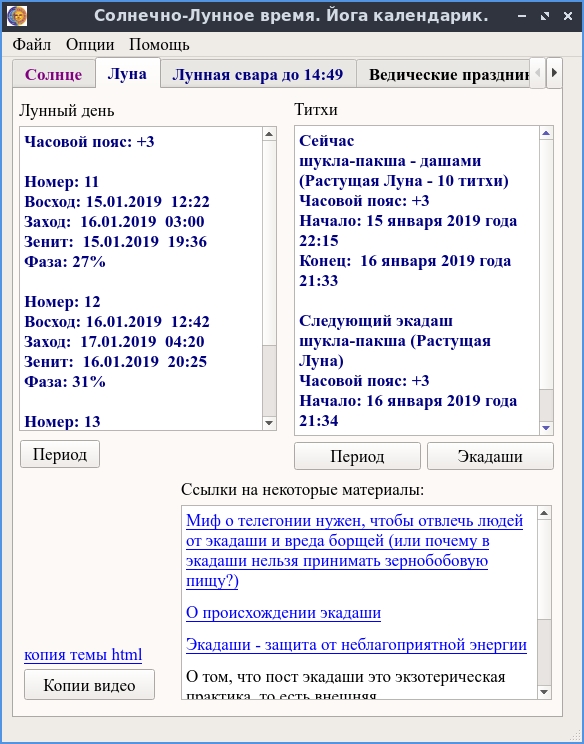 Солнечно-Лунное время. Йога календарик.
Файл Опции Помощь
Солнце Луна Лунная свара до 14:49 Ведические
Лунный день
Часовой пояс: +3
Номер: 11
Восход: 15.01.2019 12:22
Заход: 16.01.2019 03:00
Зенит: 15.01.2019 19:36
Фаза: 27%
Номер: 12
Восход: 16.01.2019 12:42
Заход: 17.01.2019 04:20
Зенит: 16.01.2019 20:25
Фаза: 31%
Номер: 13
Период
Титхи
Сейчас
шукла-пакша - дашами
(Растущая Луна - 10 титхи)
Часовой пояс: +3
Начало: 15 января 2019 года
22:15
Конец: 16 января 2019 года
21:33
Следующий экадаш
шукла-пакша (Растущая
Луна)
Часовой пояс: +3
Начало: 16 января 2019 года
21:34
Период Экадаши
Ссылки на некоторые материалы:
Миф о телегонии нужен, чтобы отвлечь людей
от экадаши и вреда борщей (или почему в
экадаши нельзя принимать зернобобовую
пищу?)
О происхождении экадаши
Экадаши - защита от неблагоприятной энергии
О том, что пост экадаши это экзотерическая
практика, то есть внешняя
копия темы html
Копии видео